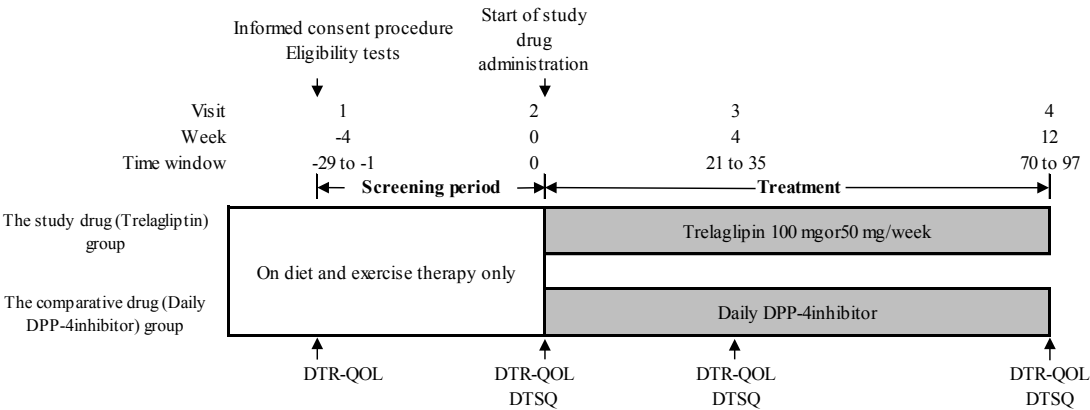 Informed consent procedure
Eligibility tests
Start of study
drug
administration
Visit 1 2 3 4
Week -4 0 4 12
Time window -29 to -1 0 21 to 35 70 to 97
Screening period Treatment
The study drug (Trelagliptin)
group
Trelaglipin 100 mgor50 mg/week
On diet and exercise therapy only
The comparative drug (Daily
DPP-4inhibitor) group
Daily DPP-4inhibitor
DTR-QOL DTR-QOL DTR-QOL DTR-QOL
DTSQ DTSQ DTSQ